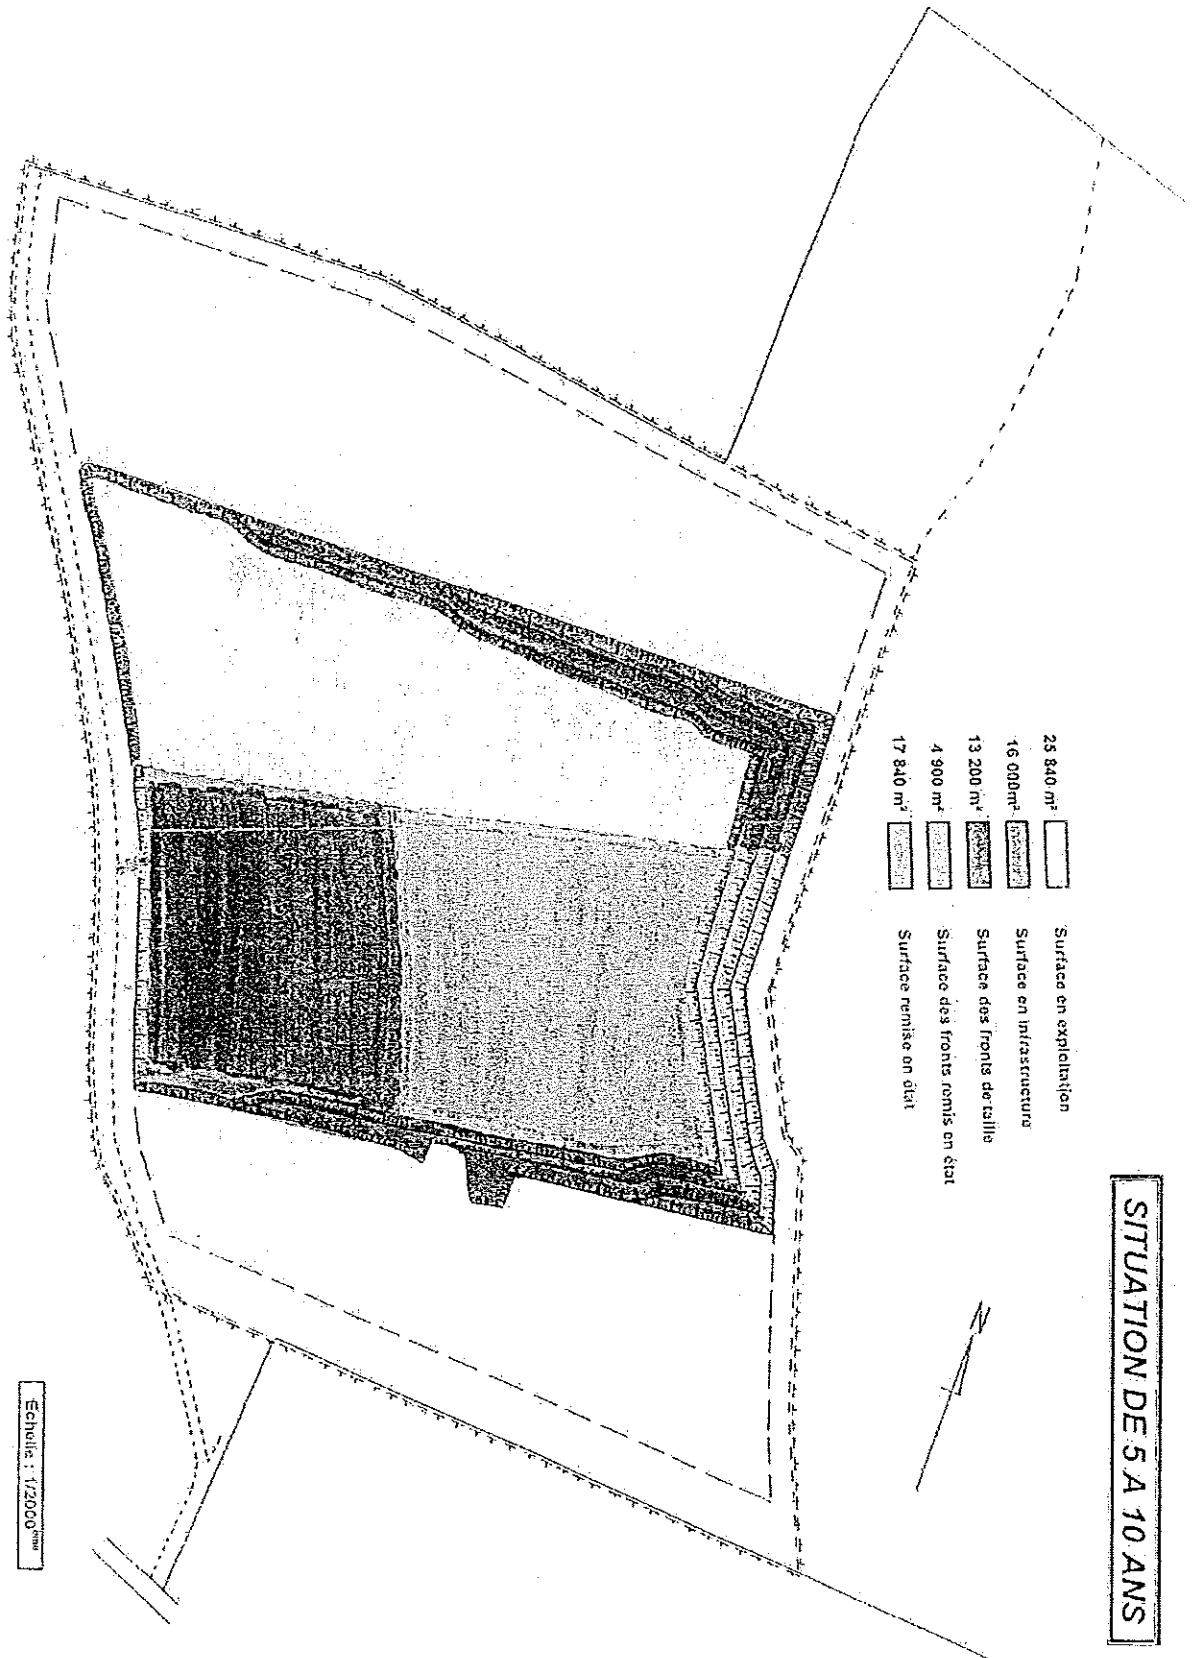 SITUATION DE 5 A 10 ANS
25 840 m² Surface en exploitation
16 000m² Surface en infrastructure
13 200 m² Surface des fronts de taille
4 900 m² Surface des fronts remis en état
17 840 m² Surface remise en état
Echelle : 1/2000ème